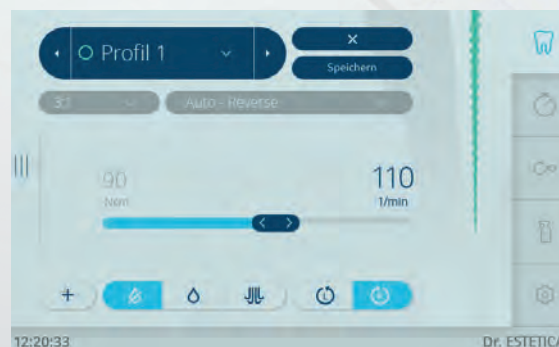 Profil 1
Speichern
3:1 Auto - Reverse
90 110
Ncm 1/min
12:20:33 Dr. ESTETICA